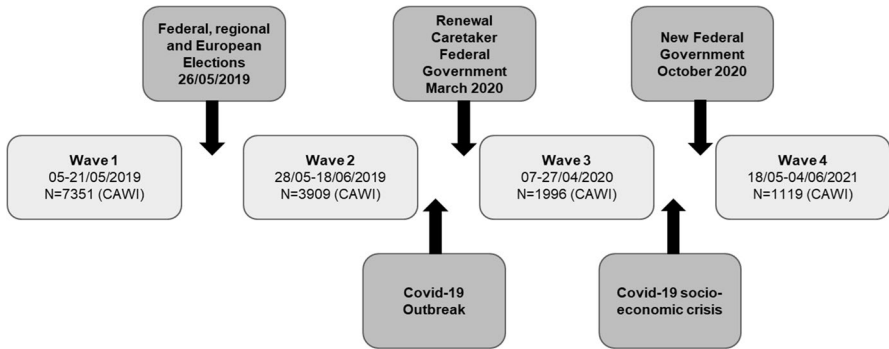 Federal, regional
and European
Elections
26/05/2019
Renewal
Caretaker
Federal
Government
March 2020
New Federal
Government
October 2020
Wave 1
05-21/05/2019
N=7351 (CAWI)
Wave 2
28/05-18/06/2019
N=3909 (CAWI)
Wave 3
07-27/04/2020
N=1996 (CAWI)
Wave 4
18/05-04/06/2021
N=1119 (CAWI)
Covid-19
Outbreak
Covid-19 socio-
economic crisis